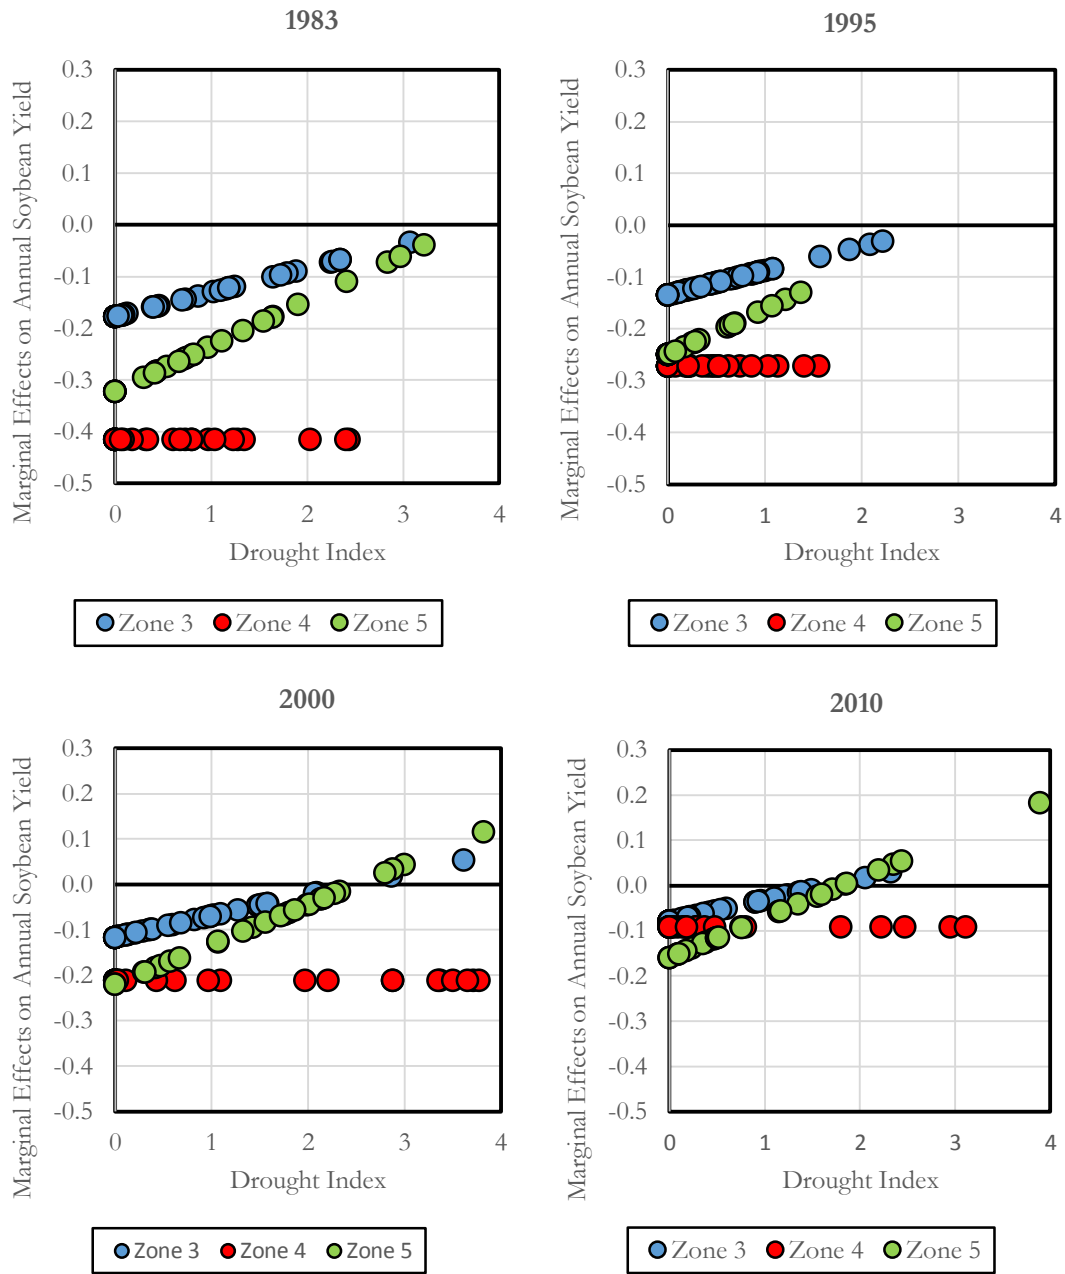 1983
Marginal Effects on Annual Soybean Yield
0.3
0.2
0.1
0.0
-0.1
-0.2
-0.3
-0.4
-0.5
0 1 2 3 4
Drought Index
Zone 3 Zone 4 Zone 5
1995
Marginal Effects on Annual Soybean Yield
0.3
0.2
0.1
0.0
-0.1
-0.2
-0.3
-0.4
-0.5
0 1 2 3 4
Drought Index
Zone 3 Zone 4 Zone 5
2000
Marginal Effects on Annual Soybean Yield
0.3
0.2
0.1
0.0
-0.1
-0.2
-0.3
-0.4
-0.5
0 1 2 3 4
Drought Index
Zone 3 Zone 4 Zone 5
2010
Marginal Effects on Annual Soybean Yield
0.3
0.2
0.1
0.0
-0.1
-0.2
-0.3
-0.4
-0.5
0 1 2 3 4
Drought Index
Zone 3 Zone 4 Zone 5